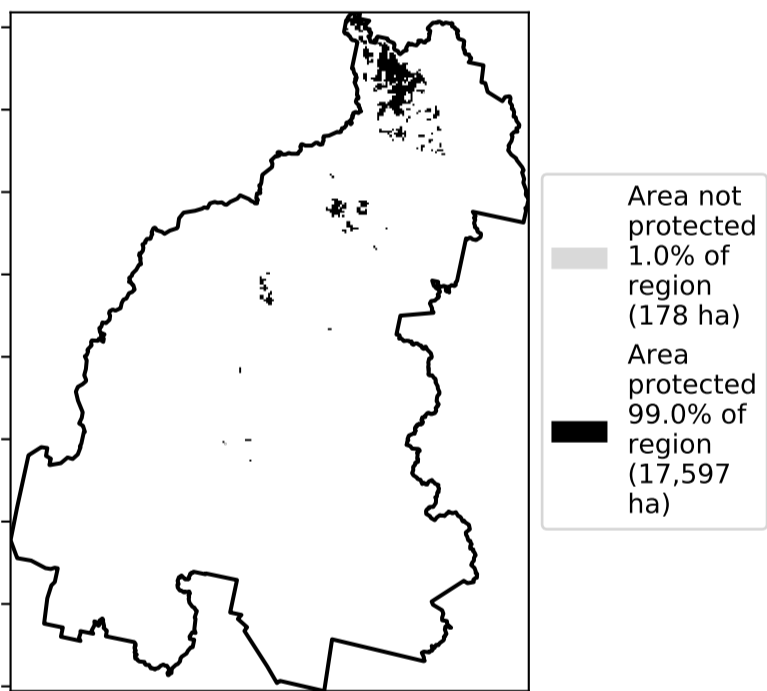 Area not
protected
1.0% of
region
(178 ha)
Area
protected
99.0% of
region
(17,597
ha)